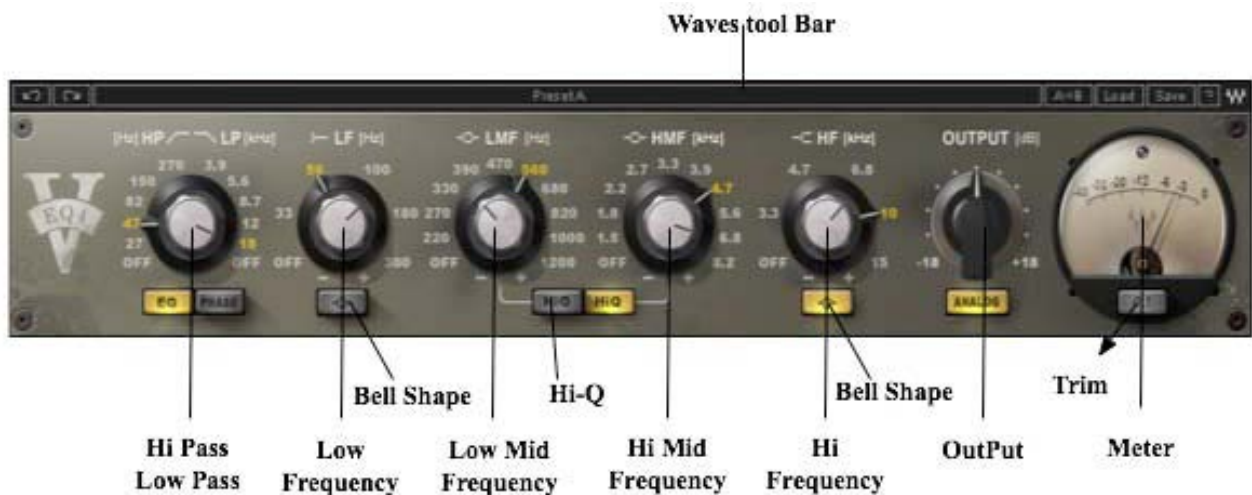 Waves tool Bar
PresetA
A→B Load Save ?
[Hz] HP LP [kHz]
LF [Hz]
LMF [Hz]
HMF [kHz]
HF [kHz]
OUTPUT [dB]
270 3.9
150 5.6
82 8.7
47 12
27 18
OFF OFF
56 100
33 180
OFF 380
- +
470 560
390 680
330 820
270 1000
220 1200
- +
3.3 3.9
2.7 4.7
2.2 5.6
1.8 6.8
1.5 8.2
OFF
- +
4.7 6.8
3.3 10
OFF 15
- +
-18 +18
V
EQ4
EQ PHASE
Hi-Q Hi-Q
ANALOG
Bell Shape
Hi-Q
Bell Shape
Trim
Hi Pass
Low Pass
Low
Frequency
Low Mid
Frequency
Hi Mid
Frequency
Hi
Frequency
OutPut
Meter